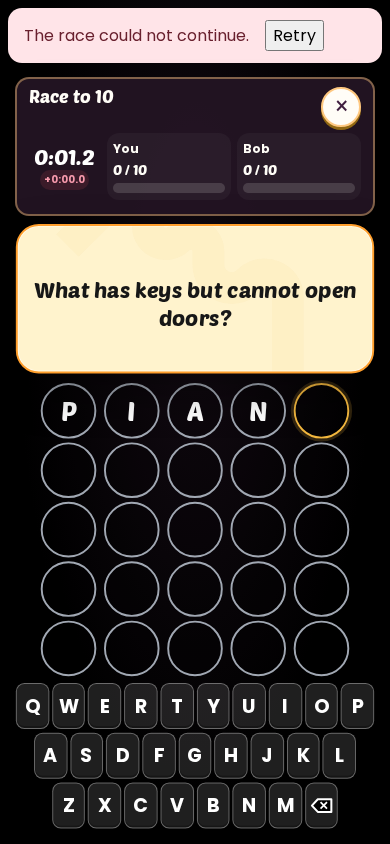 The race could not continue. Retry
Race to 10
×
0:01.2
+0:00.0
You
0 / 10
Bob
0 / 10
What has keys but cannot open
doors?
P I A N
Q W E R T Y U I O P
A S D F G H J K L
Z X C V B N M